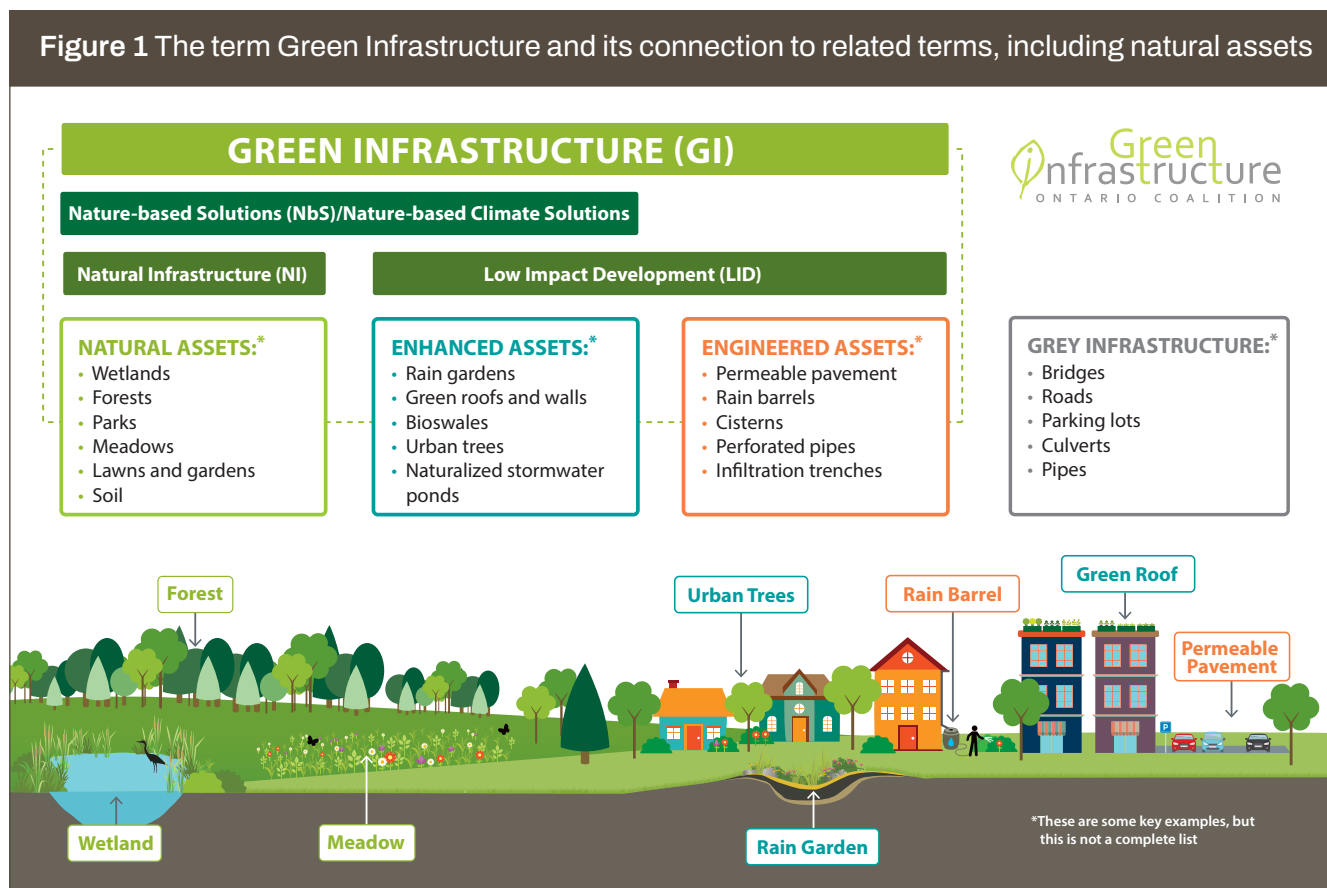 Figure 1 The term Green Infrastructure and its connection to related terms, including natural assets
GREEN INFRASTRUCTURE (GI)
Green
infrastructure
ONTARIO COALITION
Nature-based Solutions (NbS)/Nature-based Climate Solutions
Natural Infrastructure (NI)
Low Impact Development (LID)
NATURAL ASSETS:*
• Wetlands
• Forests
• Parks
• Meadows
• Lawns and gardens
• Soil
ENHANCED ASSETS:*
• Rain gardens
• Green roofs and walls
• Bioswales
• Urban trees
• Naturalized stormwater
ponds
ENGINEERED ASSETS:*
• Permeable pavement
• Rain barrels
• Cisterns
• Perforated pipes
• Infiltration trenches
GREY INFRASTRUCTURE:*
• Bridges
• Roads
• Parking lots
• Culverts
• Pipes
Forest
Urban Trees
Rain Barrel
Green Roof
Permeable
Pavement
P
Wetland
Meadow
Rain Garden
*These are some key examples, but
this is not a complete list